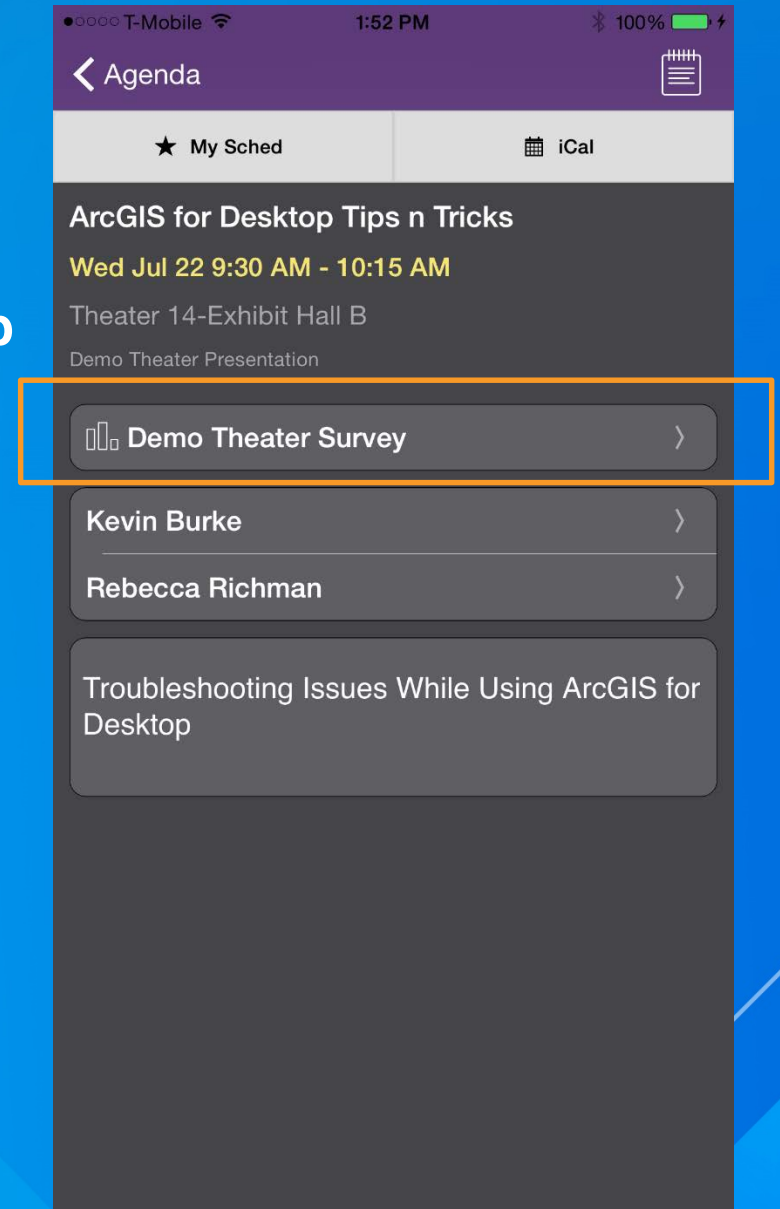 T-Mobile 1:52 PM 100%
Agenda
My Sched iCal
ArcGIS for Desktop Tips n Tricks
Wed Jul 22 9:30 AM - 10:15 AM
Theater 14-Exhibit Hall B
Demo Theater Presentation
Demo Theater Survey
Kevin Burke
Rebecca Richman
Troubleshooting Issues While Using ArcGIS for
Desktop